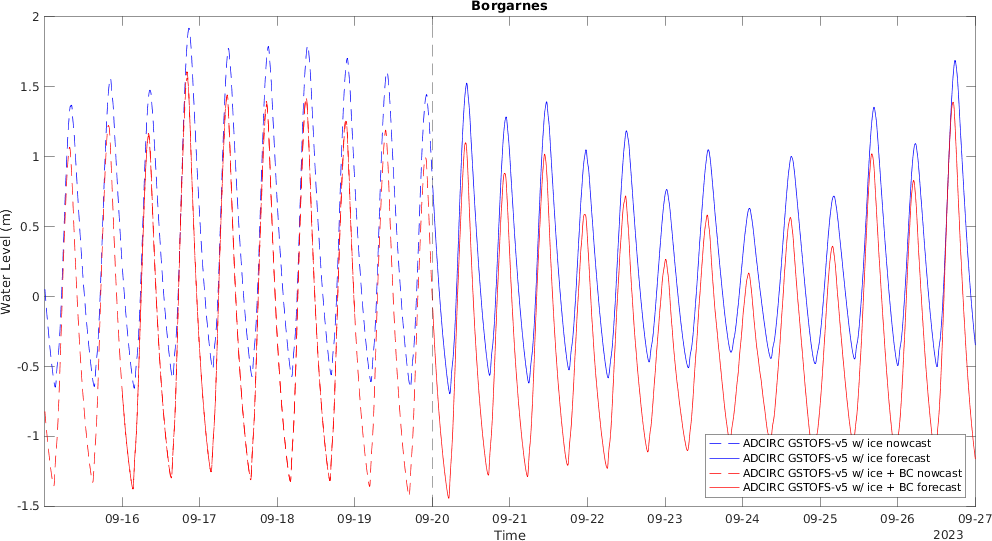 Borgarnes
Water Level (m)
2
1.5
1
0.5
0
-0.5
-1
-1.5
ADCIRC GSTOFS-v5 w/ ice nowcast
ADCIRC GSTOFS-v5 w/ ice forecast
ADCIRC GSTOFS-v5 w/ ice + BC nowcast
ADCIRC GSTOFS-v5 w/ ice + BC forecast
09-16 09-17 09-18 09-19 09-20 09-21 09-22 09-23 09-24 09-25 09-26 09-27
Time
2023